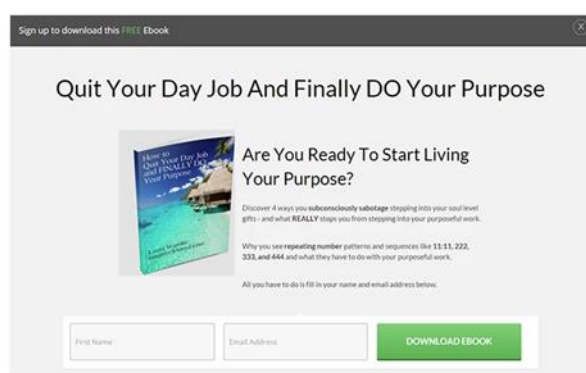 Sign up to download this FREE Ebook
Quit Your Day Job And Finally DO Your Purpose
How to
Quit Your Day Job
and FINALLY DO
Your Purpose
Are You Ready To Start Living
Your Purpose?
Discover 4 ways you subconsciously sabotage stepping into your soul level
gifts - and what REALLY stops you from stepping into your purposeful work.
Why you see repeating number patterns and sequences like 11:11, 222,
333, and 444 and what they have to do with your purposeful work.
All you have to do is fill in your name and email address below.
First Name
Email Address
DOWNLOAD EBOOK